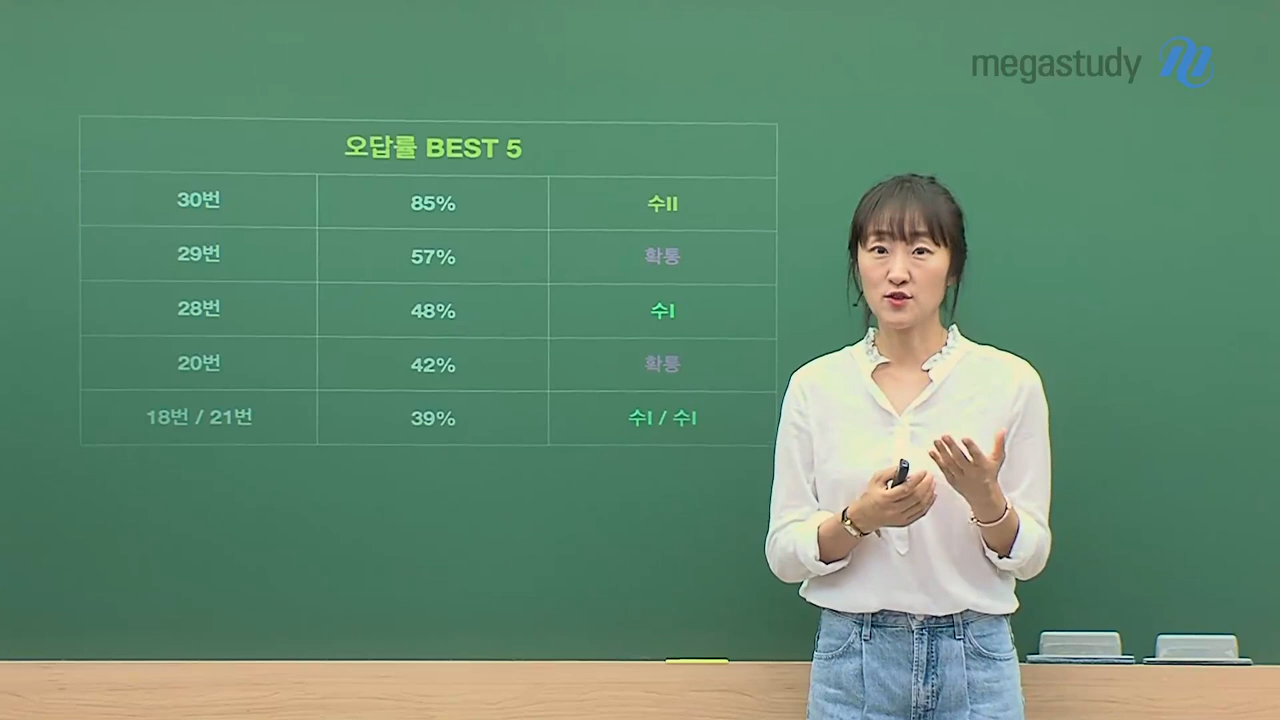 megastudy
오답률 BEST 5
30번 85% 수II
29번 57% 확통
28번 48% 수I
20번 42% 확통
18번 / 21번 39% 수I / 수I